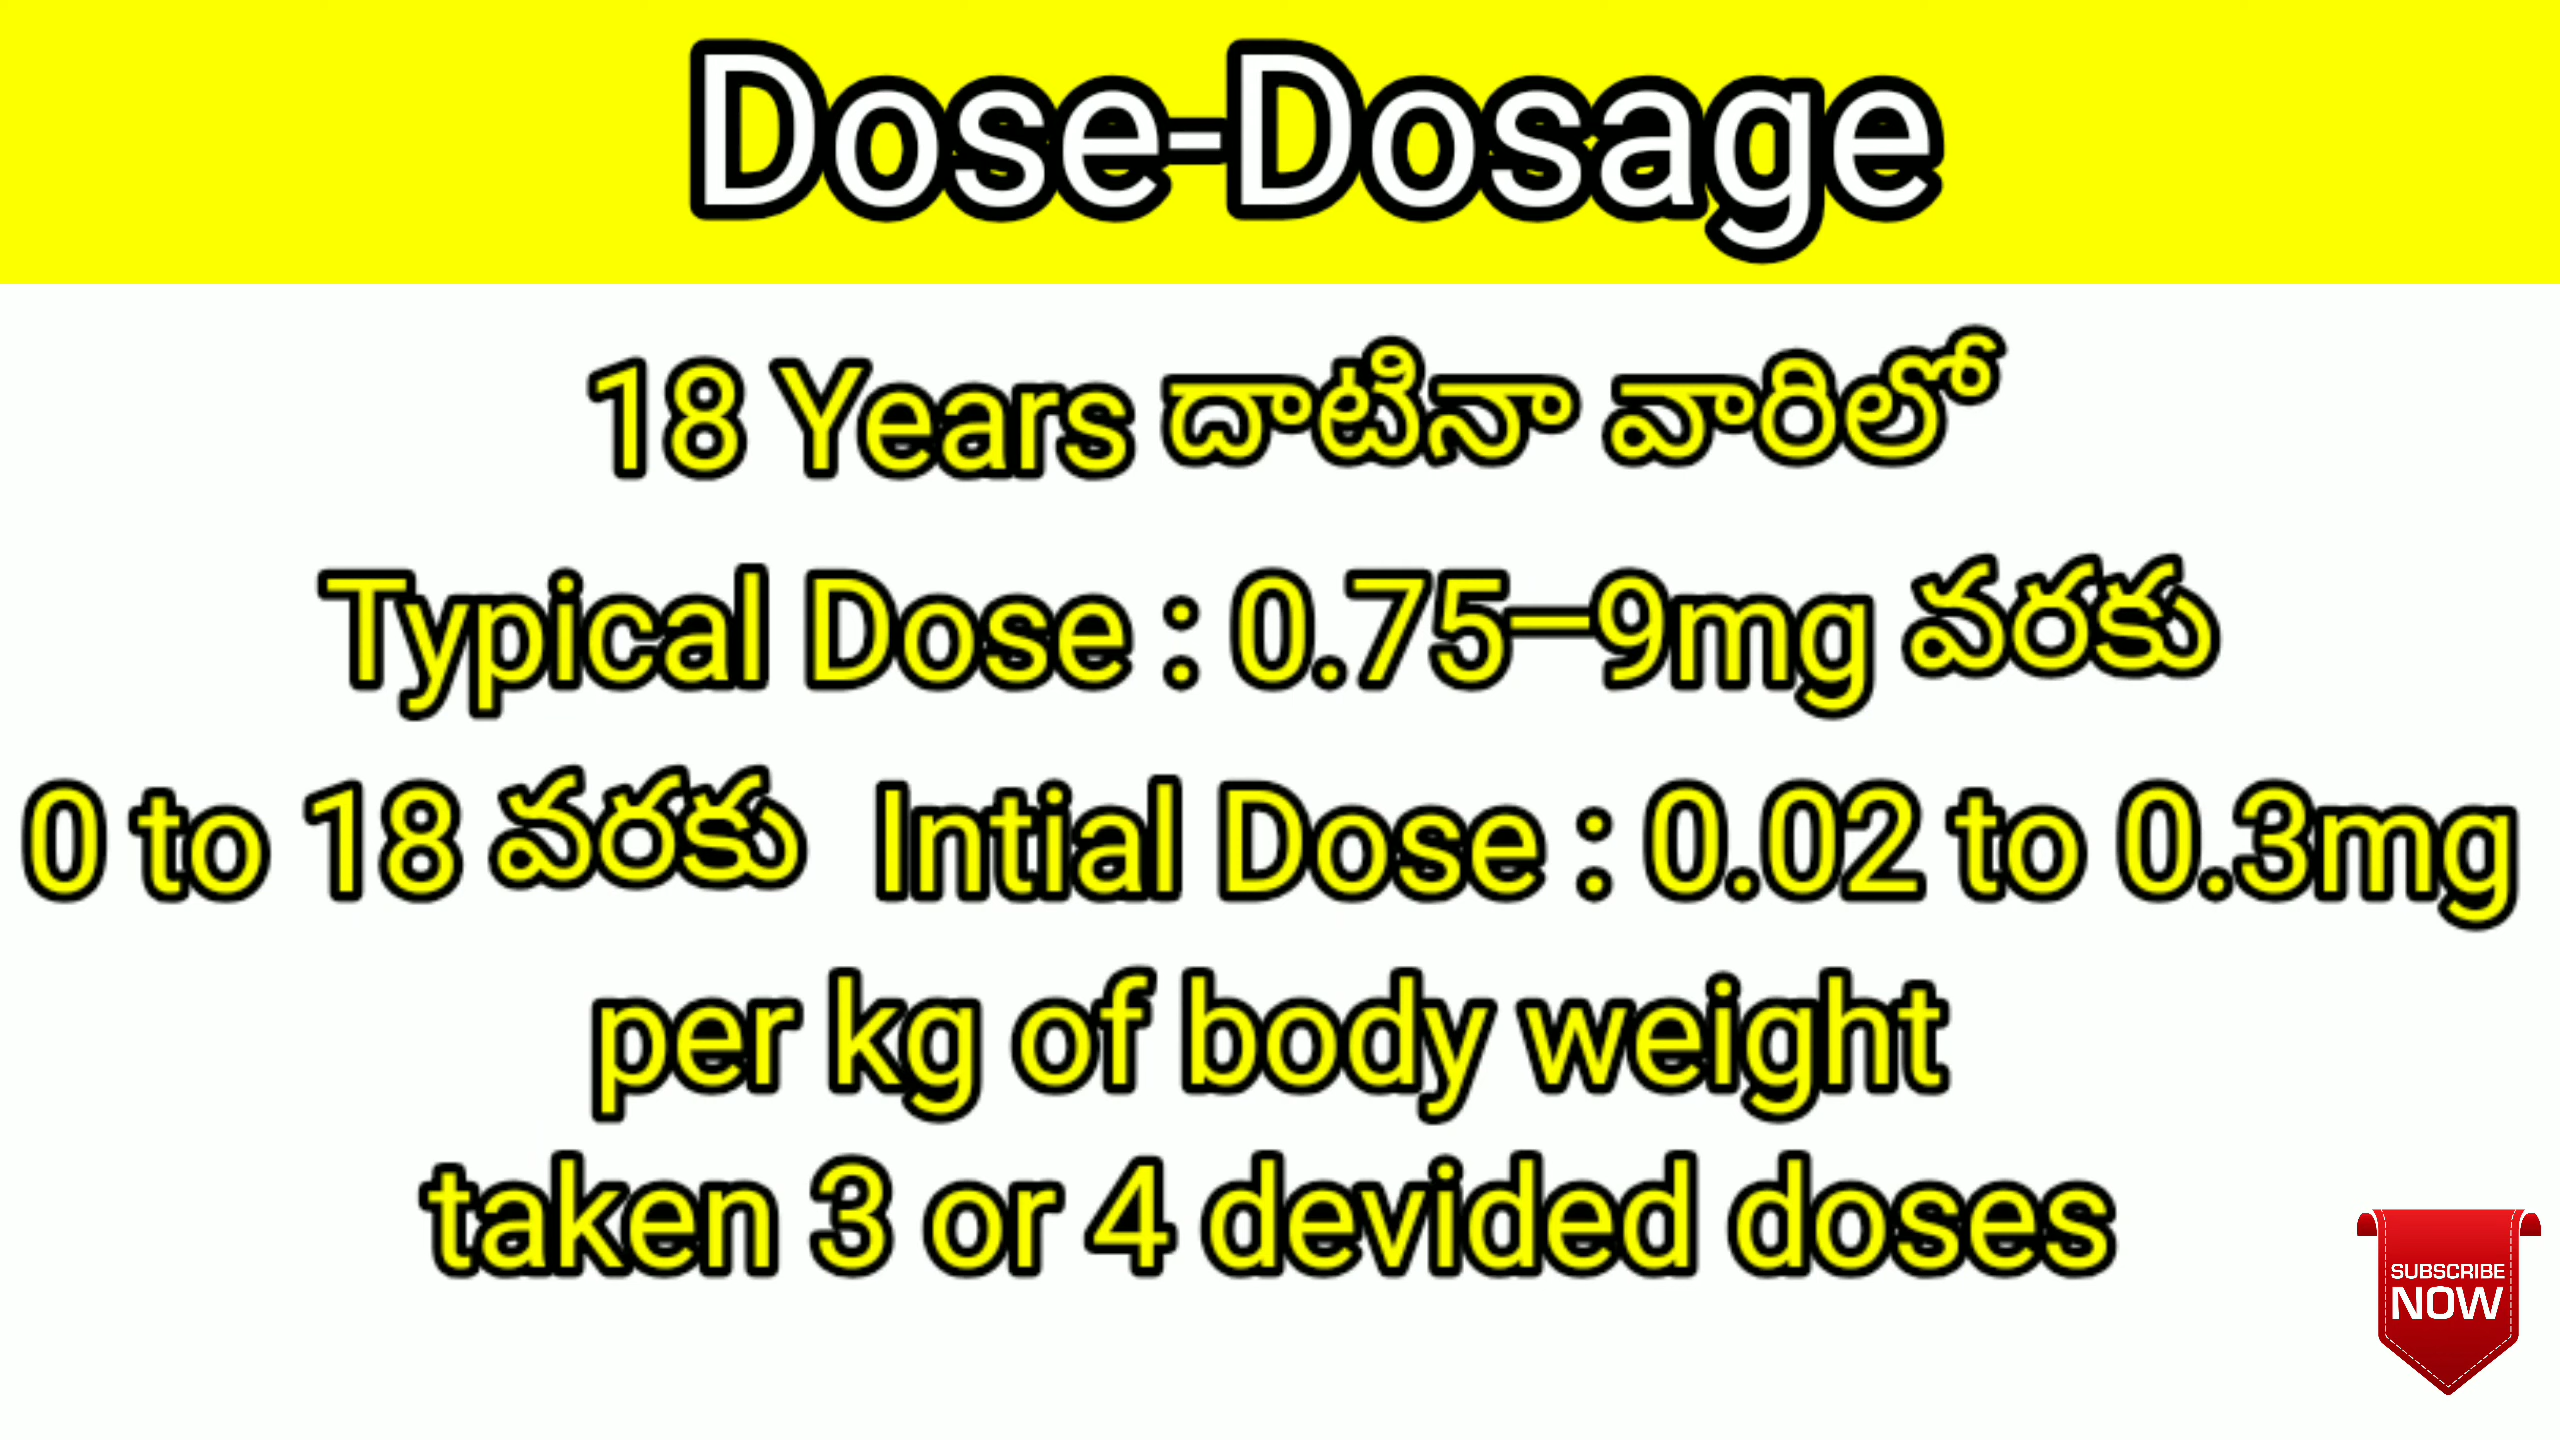 Dose-Dosage
18 Years దాటినా వారిలో
Typical Dose : 0.75–9mg వరకు
0 to 18 వరకు Intial Dose : 0.02 to 0.3mg
per kg of body weight
taken 3 or 4 devided doses
SUBSCRIBE
NOW